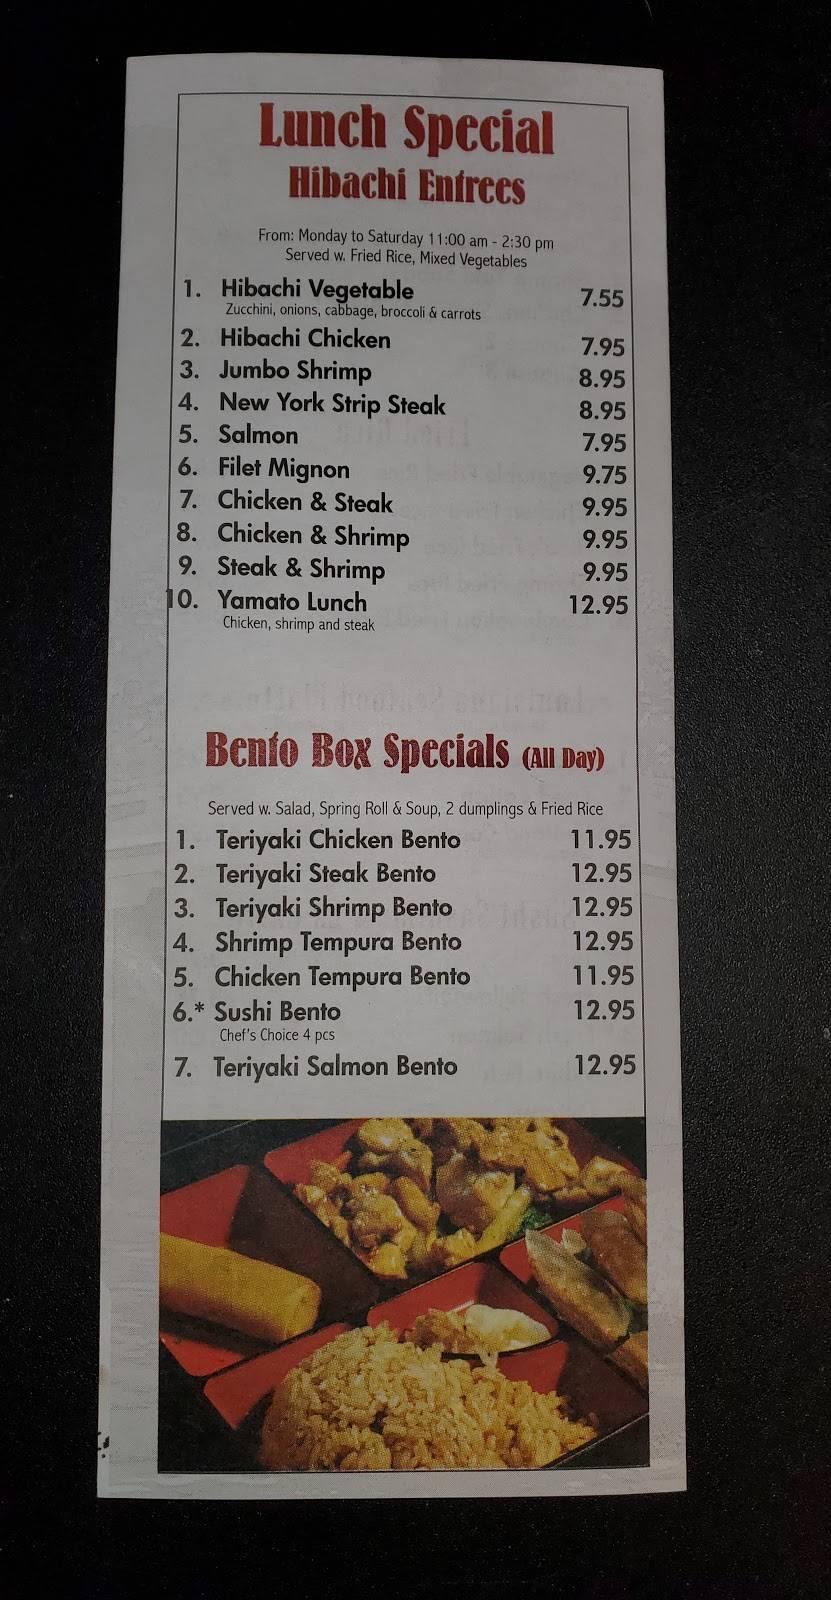 Lunch Special
Hibachi Entrees
From: Monday to Saturday 11:00 am - 2:30 pm
Served w. Fried Rice, Mixed Vegetables
1. Hibachi Vegetable 7.55
Zucchini, onions, cabbage, broccoli & carrots
2. Hibachi Chicken 7.95
3. Jumbo Shrimp 8.95
4. New York Strip Steak 8.95
5. Salmon 7.95
6. Filet Mignon 9.75
7. Chicken & Steak 9.95
8. Chicken & Shrimp 9.95
9. Steak & Shrimp 9.95
10. Yamato Lunch 12.95
Chicken, shrimp and steak
Bento Box Specials (All Day)
Served w. Salad, Spring Roll & Soup, 2 dumplings & Fried Rice
1. Teriyaki Chicken Bento 11.95
2. Teriyaki Steak Bento 12.95
3. Teriyaki Shrimp Bento 12.95
4. Shrimp Tempura Bento 12.95
5. Chicken Tempura Bento 11.95
6.* Sushi Bento 12.95
Chef's Choice 4 pcs
7. Teriyaki Salmon Bento 12.95